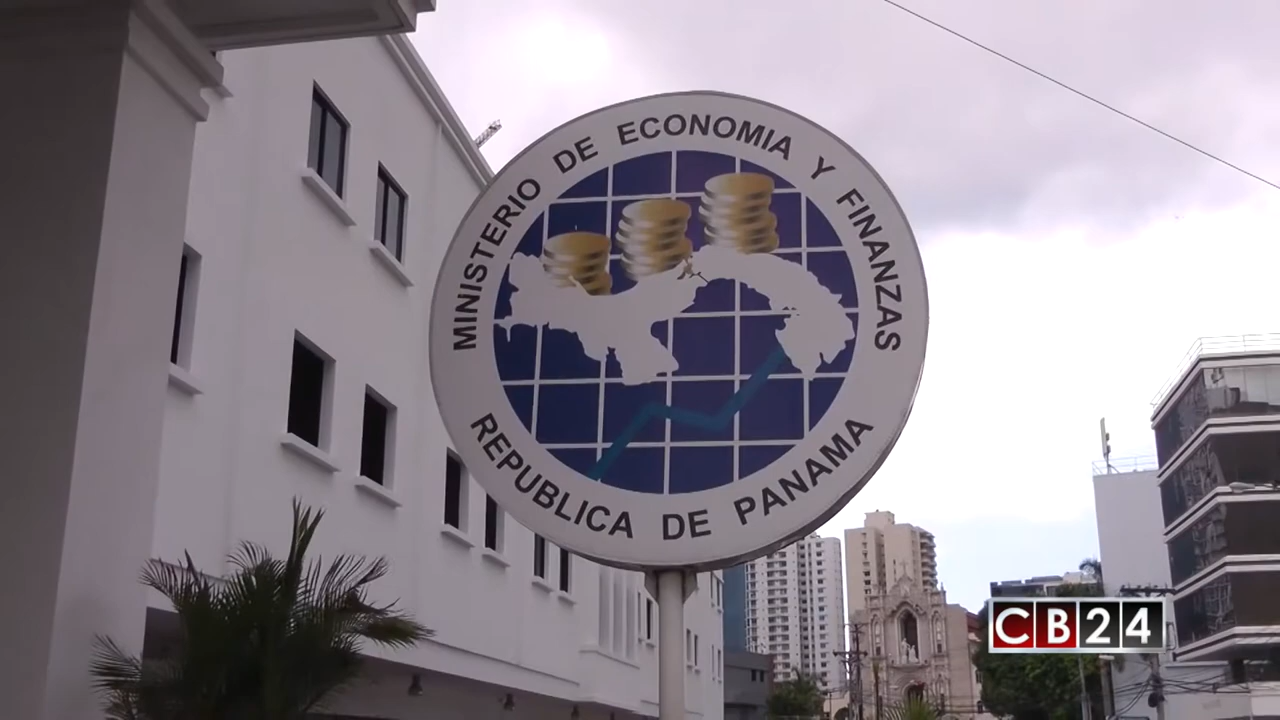 MINISTERIO DE ECONOMIA Y FINANZAS
REPUBLICA DE PANAMA
CB24